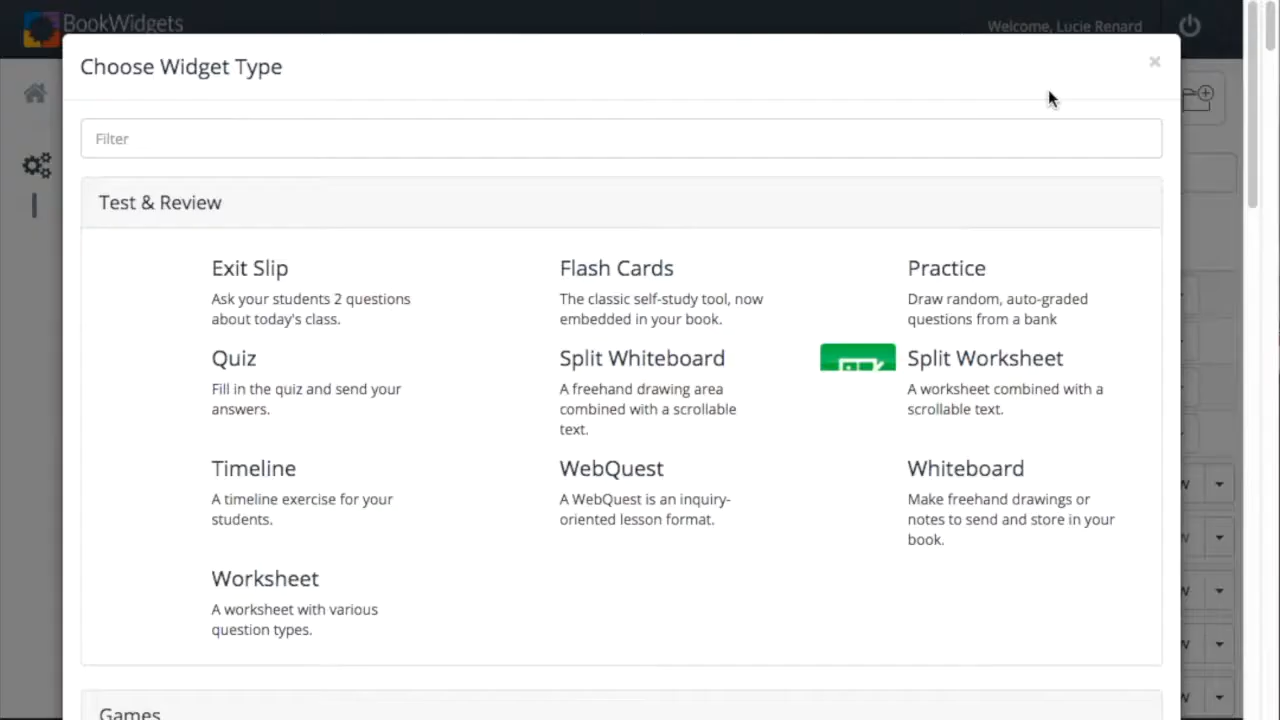 BookWidgets
Welcome, Lucie Renard
Choose Widget Type
×
Filter
Test & Review
Exit Slip
Ask your students 2 questions
about today's class.
Flash Cards
The classic self-study tool, now
embedded in your book.
Practice
Draw random, auto-graded
questions from a bank
Quiz
Fill in the quiz and send your
answers.
Split Whiteboard
A freehand drawing area
combined with a scrollable
text.
Split Worksheet
A worksheet combined with a
scrollable text.
Timeline
A timeline exercise for your
students.
WebQuest
A WebQuest is an inquiry-
oriented lesson format.
Whiteboard
Make freehand drawings or
notes to send and store in your
book.
Worksheet
A worksheet with various
question types.
Games